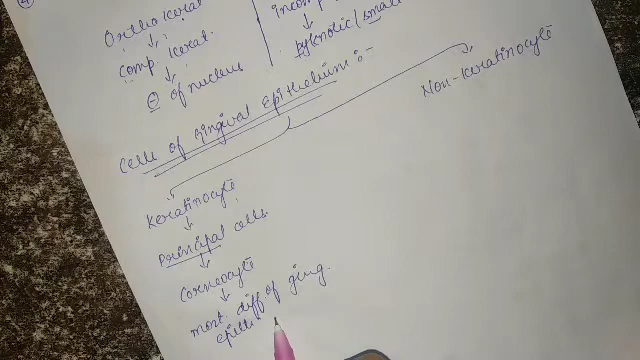 Ortho kerat
↓
Comp. kerat.
↓
⊖ of nucleus
Incomp
↓
Pyknotic/small
Cells of Gingival Epithelium :-
Keratinocyte
↓
Principal cells
↓
Corneocyte
↓
most. diff of ging.
epith
Non-Keratinocyte